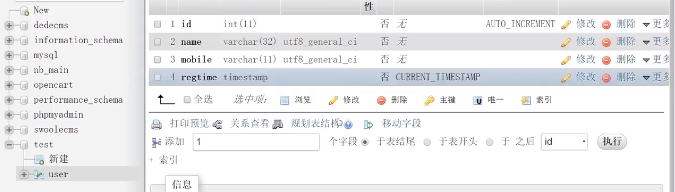 New
dedecms
information_schema
mysql
nb_main
opencart
performance_schema
phpmyadmin
swoolecms
test
新建
user
性
1 id int(11) 否 无 AUTO_INCREMENT 修改 删除 更多
2 name varchar(32) utf8_general_ci 否 无 修改 删除 更多
3 mobile varchar(11) utf8_general_ci 否 无 修改 删除 更多
4 regtime timestamp 否 CURRENT_TIMESTAMP 修改 删除 更多
全选 选中项: 浏览 修改 删除 主键 唯一 索引
打印预览 关系查看 规划表结构 移动字段
添加 1 个字段 于表结尾 于表开头 于 之后 id 执行
+ 索引
信息